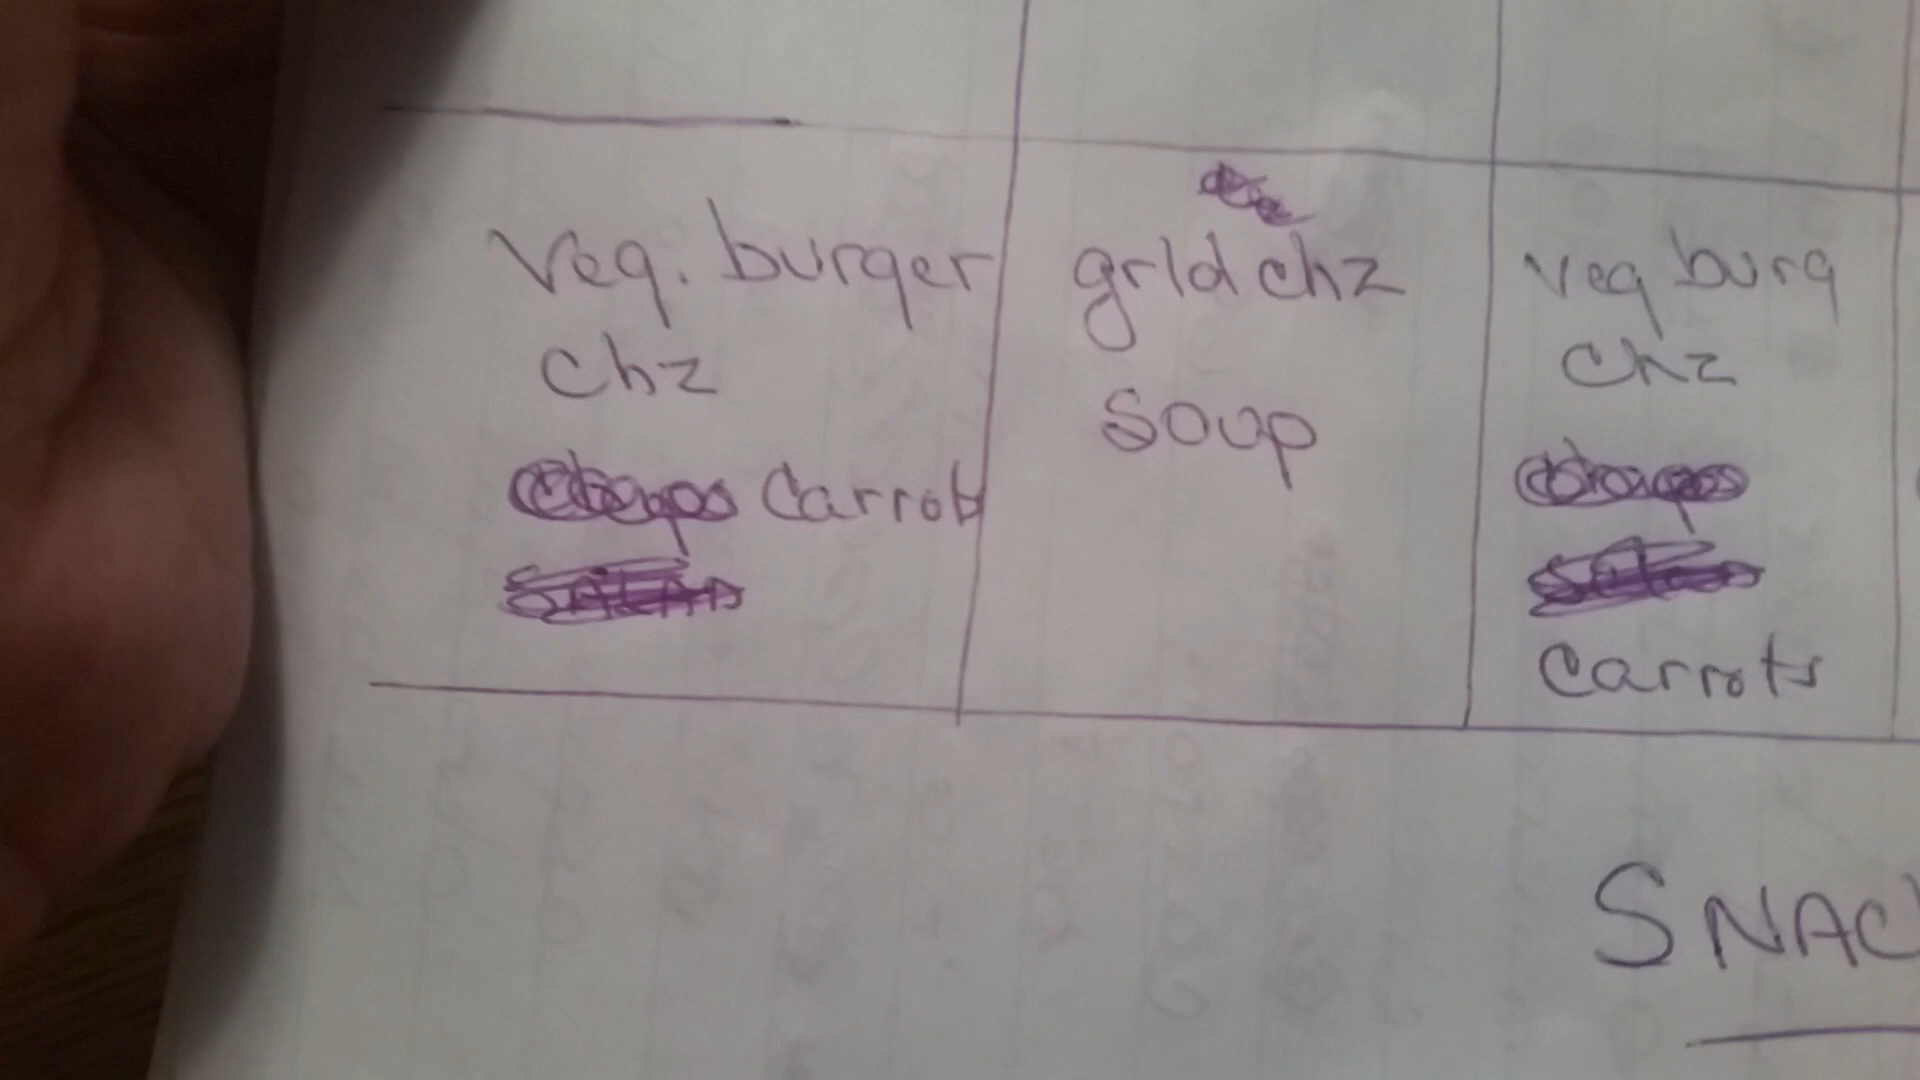 Veg. burger
chz
Carrots
grld chz
soup
veg burg
chz
carrots
SNAC